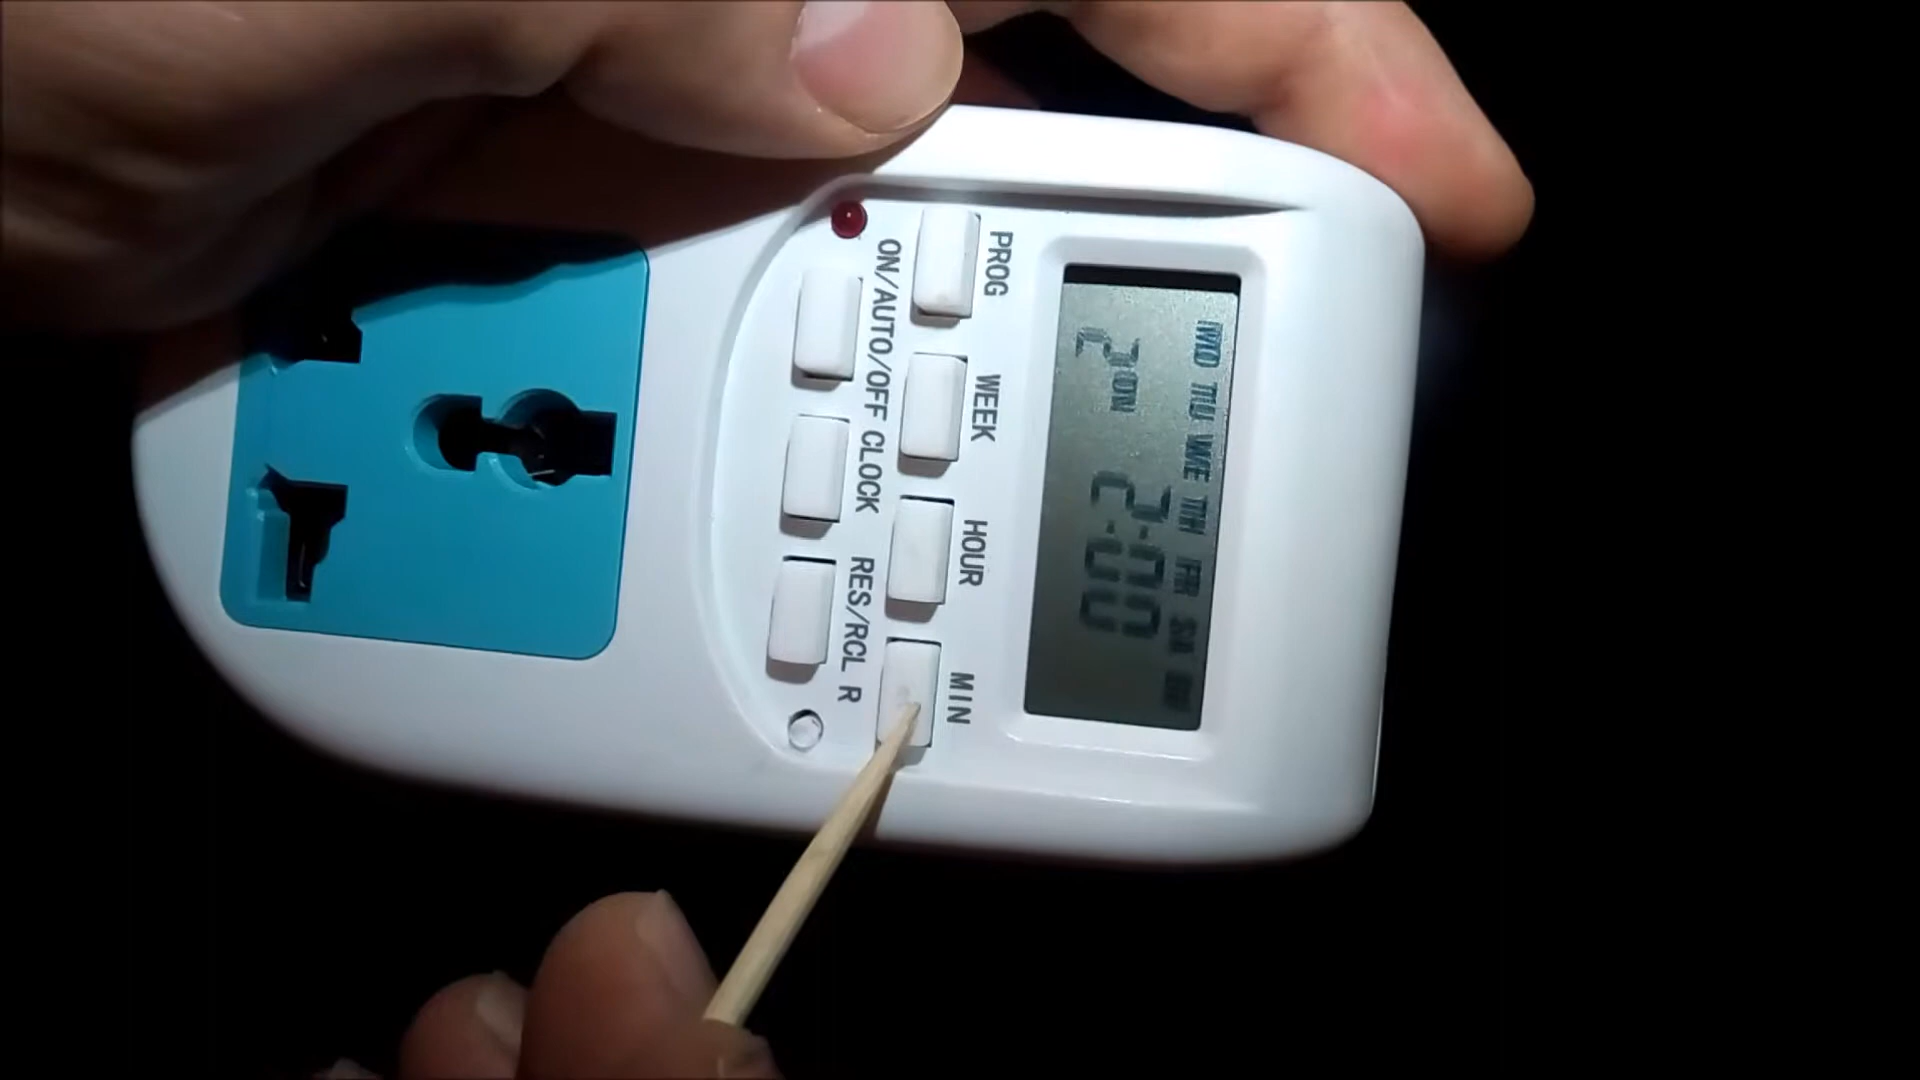 MO TU WE TH FR SA SU
2 ON 2:00
PROG WEEK HOUR MIN
ON/AUTO/OFF CLOCK RES/RCL R